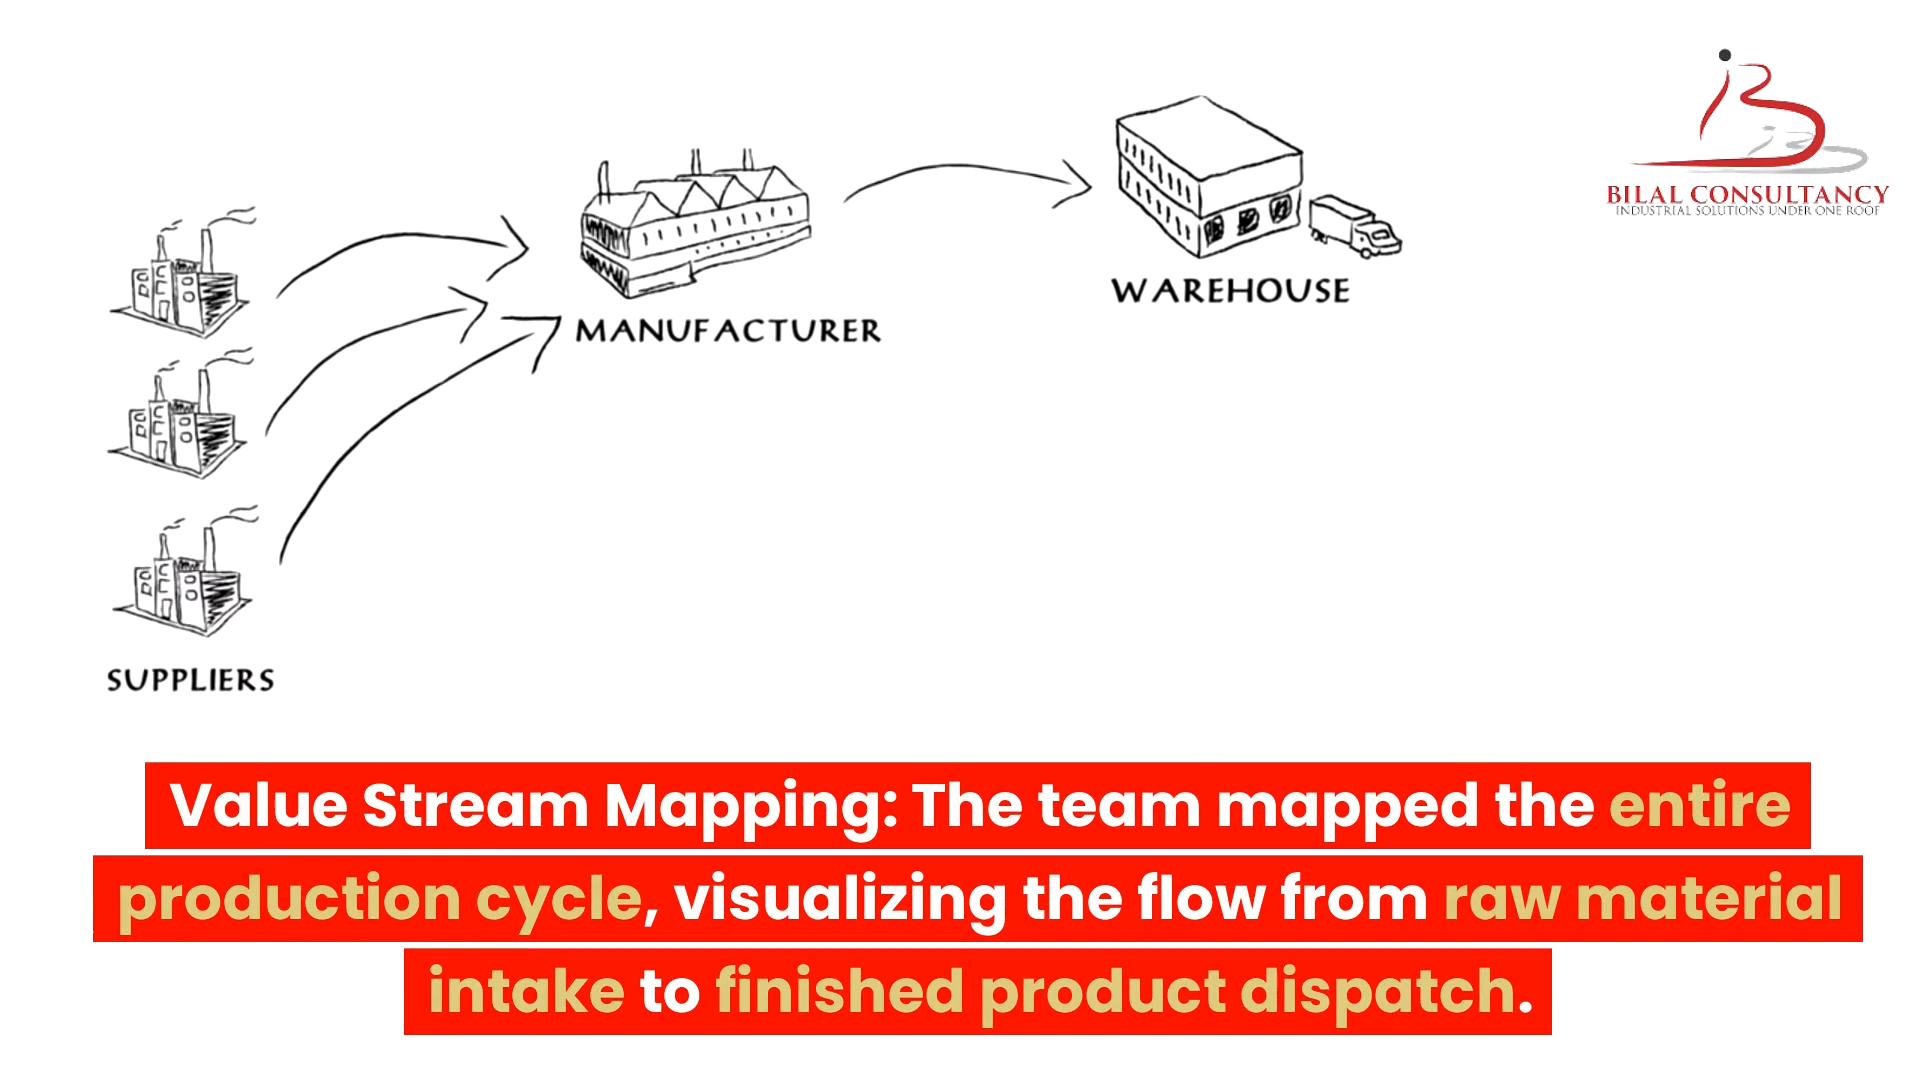 BILAL CONSULTANCY
INDUSTRIAL SOLUTIONS UNDER ONE ROOF
WAREHOUSE
MANUFACTURER
SUPPLIERS
Value Stream Mapping: The team mapped the entire
production cycle, visualizing the flow from raw material
intake to finished product dispatch.